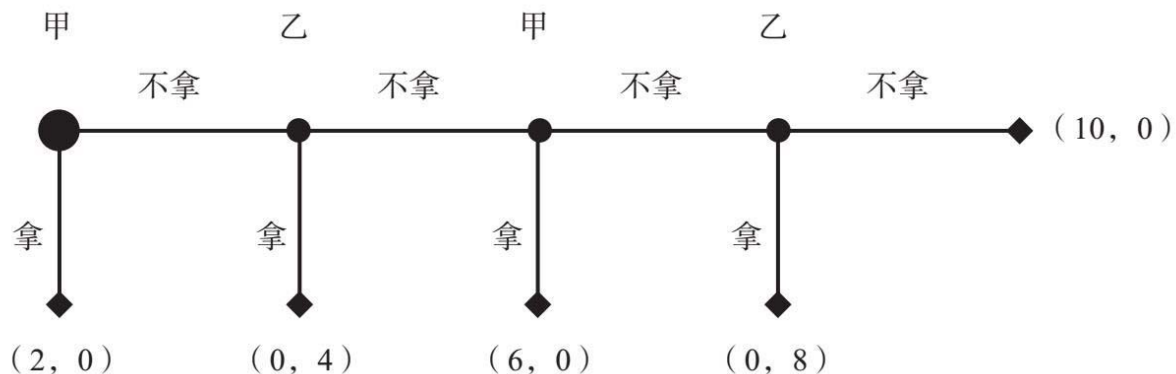 甲 乙 甲 乙
不拿 不拿 不拿 不拿
（10，0）
拿 拿 拿 拿
（2，0） （0，4） （6，0） （0，8）